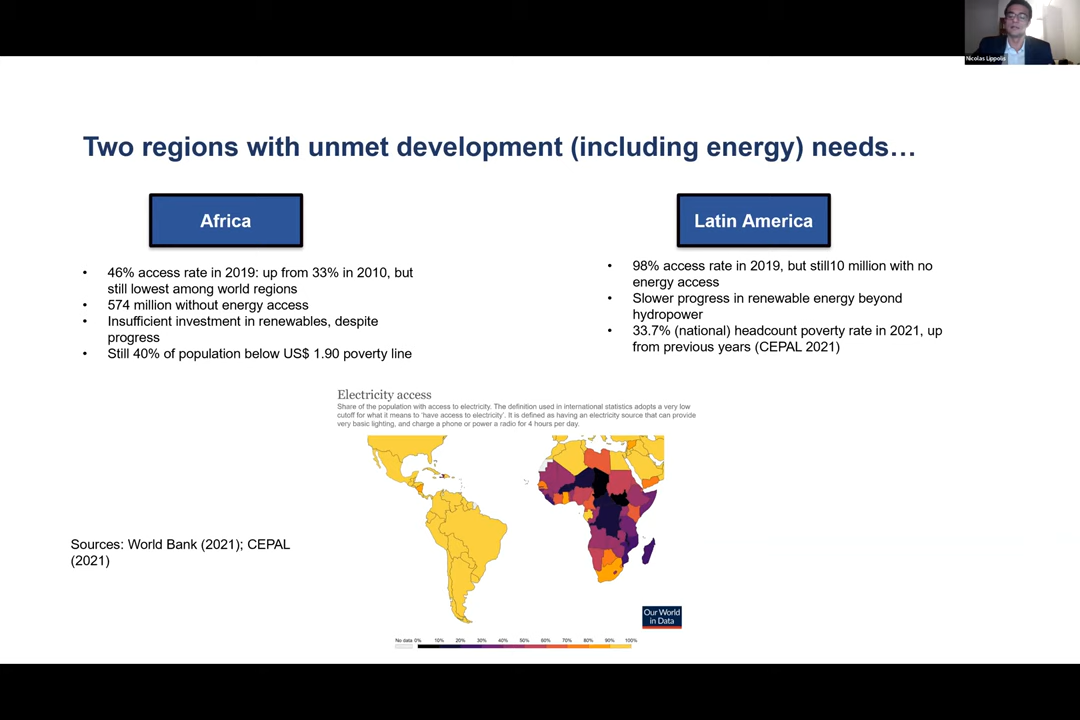 Nicolas Lippolis
Two regions with unmet development (including energy) needs…
Africa
• 46% access rate in 2019: up from 33% in 2010, but
still lowest among world regions
• 574 million without energy access
• Insufficient investment in renewables, despite
progress
• Still 40% of population below US$ 1.90 poverty line
Latin America
• 98% access rate in 2019, but still10 million with no
energy access
• Slower progress in renewable energy beyond
hydropower
• 33.7% (national) headcount poverty rate in 2021, up
from previous years (CEPAL 2021)
Electricity access
Share of the population with access to electricity. The definition used in international statistics adopts a very low
cutoff for what it means to 'have access to electricity'. It is defined as having an electricity source that can provide
very basic lighting, and charge a phone or power a radio for 4 hours per day.
Sources: World Bank (2021); CEPAL
(2021)
Our World
in Data
No data 0% 10% 20% 30% 40% 50% 60% 70% 80% 90% 100%